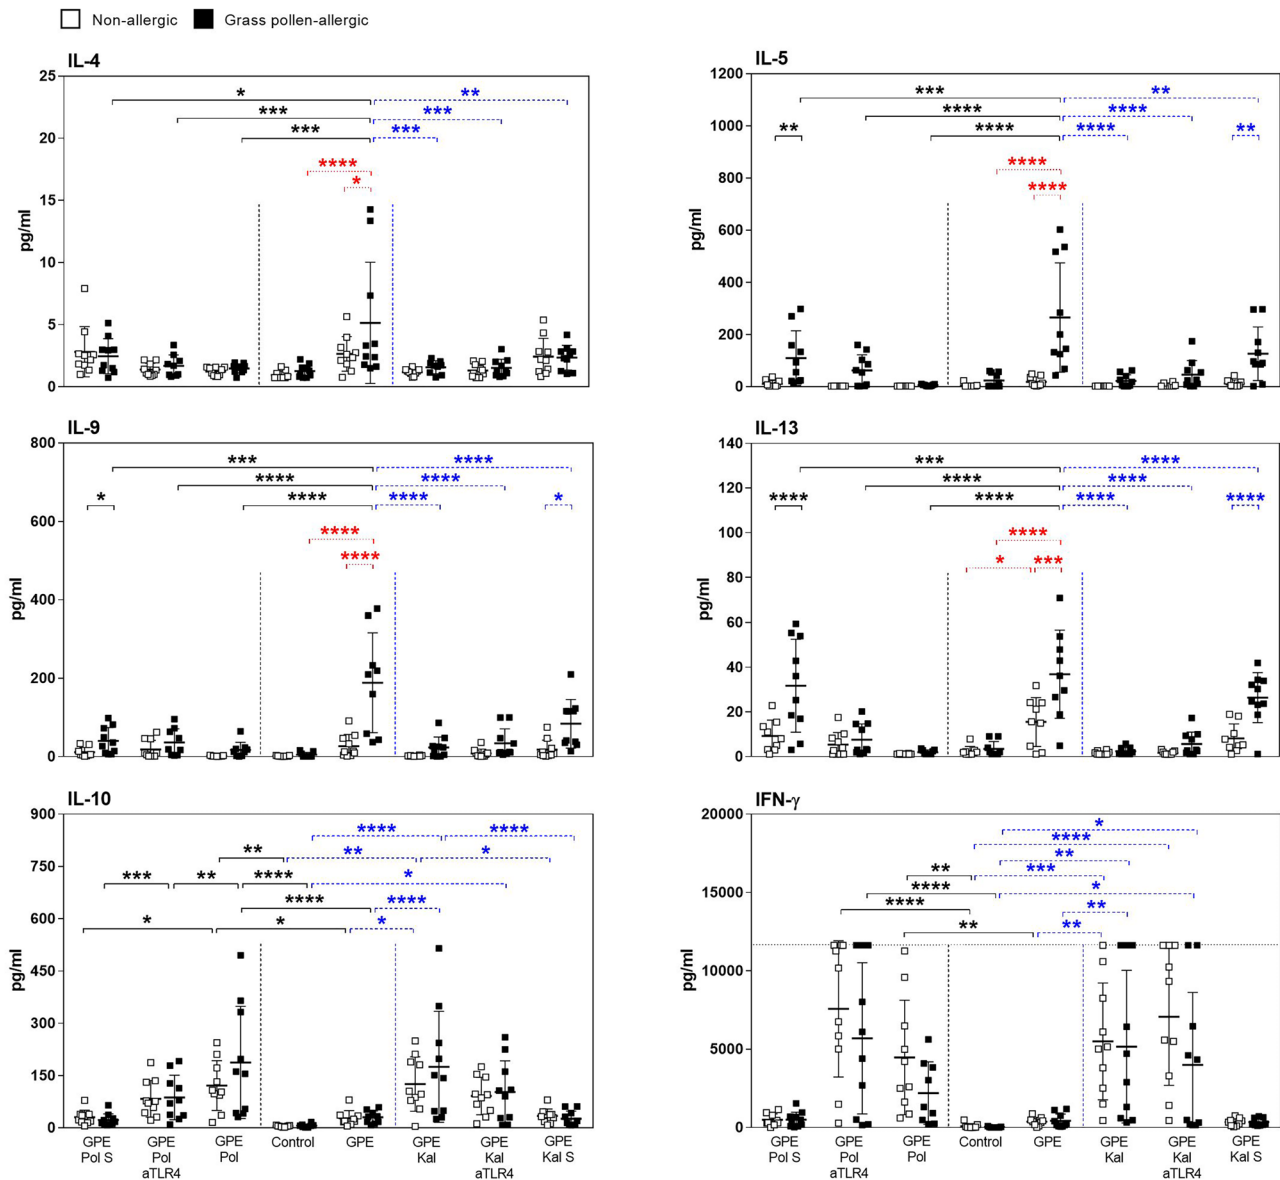 Non-allergic Grass pollen-allergic
IL-4
25
20
15
10
5
0
pg/ml
* **
*** ***
*** ***
****
*
IL-5
1200
1000
800
600
400
200
0
pg/ml
*** **
**** ****
** **** **** **
****
****
IL-9
800
600
400
200
0
pg/ml
*** ****
**** ****
* **** **** *
****
****
IL-13
140
120
100
80
60
40
20
0
pg/ml
*** ****
**** ****
**** **** **** ****
****
* ***
IL-10
900
750
600
450
300
150
0
pg/ml
**** ****
** ** *
*** ** **** *
**** ****
* * *
GPE Pol S
GPE Pol aTLR4
GPE Pol
Control
GPE
GPE Kal
GPE Kal aTLR4
GPE Kal S
IFN-γ
20000
15000
10000
5000
0
pg/ml
*
****
**
** ***
**** *
**** **
** **
GPE Pol S
GPE Pol aTLR4
GPE Pol
Control
GPE
GPE Kal
GPE Kal aTLR4
GPE Kal S